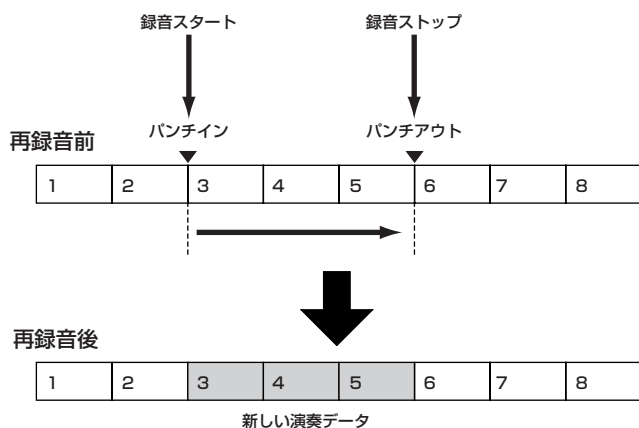 録音スタート 録音ストップ
パンチイン パンチアウト
再録音前
1 2 3 4 5 6 7 8
再録音後
1 2 3 4 5 6 7 8
新しい演奏データ